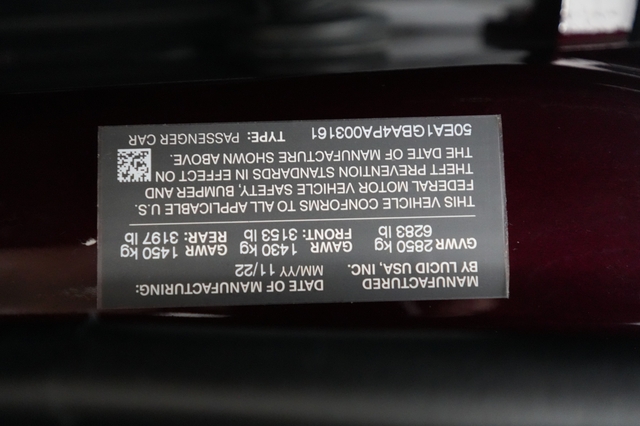 MANUFACTURED DATE OF MANUFACTURING:
BY LUCID USA, INC. MM/YY 11/22
GVWR 2850 kg GAWR 1430 kg GAWR 1450 kg
6283 lb FRONT: 3153 lb REAR: 3197 lb
THIS VEHICLE CONFORMS TO ALL APPLICABLE U.S.
FEDERAL MOTOR VEHICLE SAFETY, BUMPER AND
THEFT PREVENTION STANDARDS IN EFFECT ON
THE DATE OF MANUFACTURE SHOWN ABOVE.
50EA1GBA4PA003161 TYPE: PASSENGER CAR